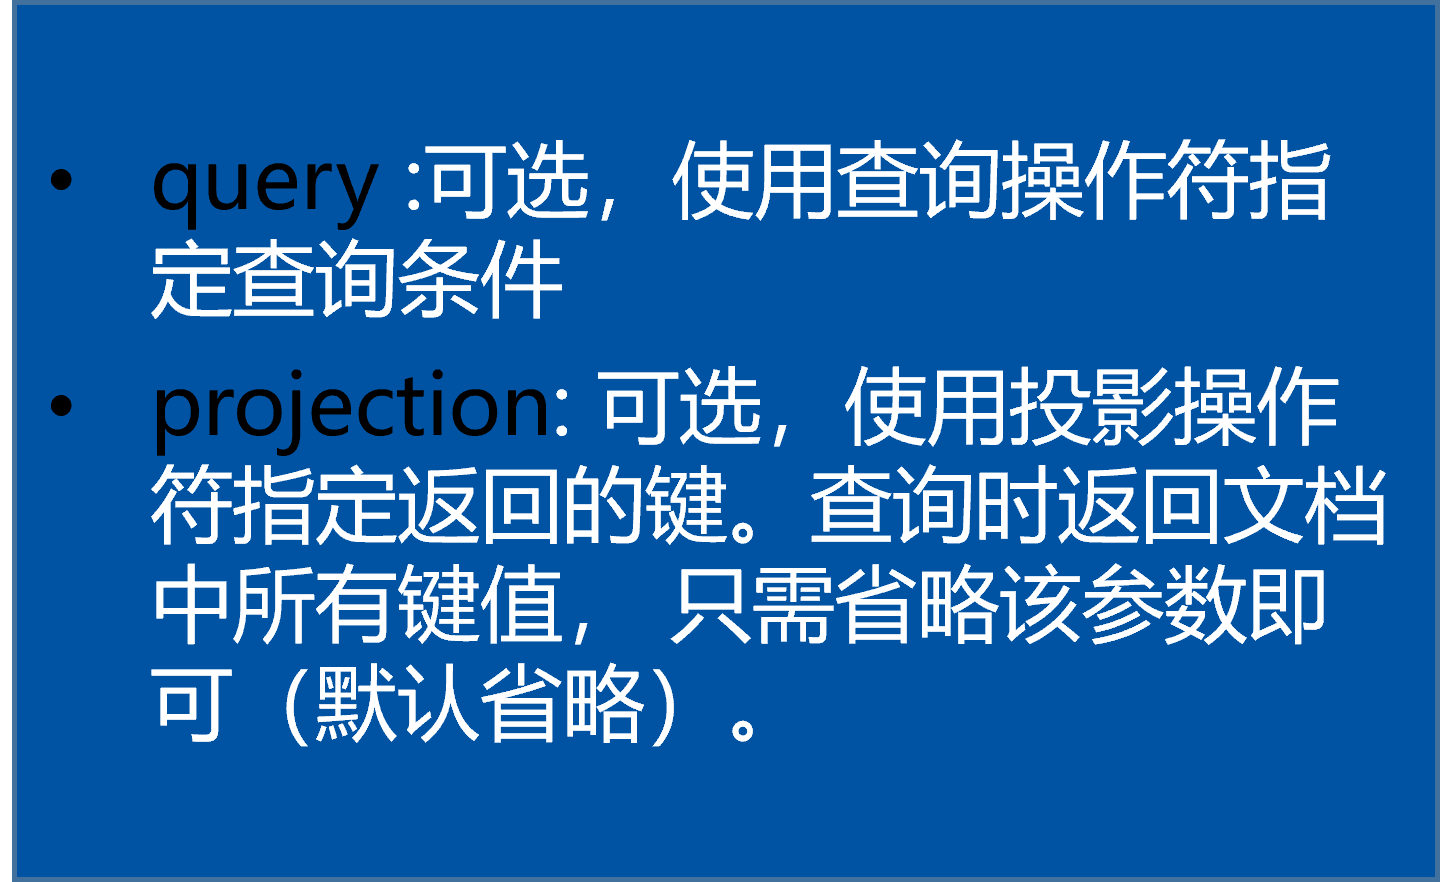 • query :可选，使用查询操作符指
定查询条件
• projection: 可选，使用投影操作
符指定返回的键。查询时返回文档
中所有键值， 只需省略该参数即
可（默认省略）。